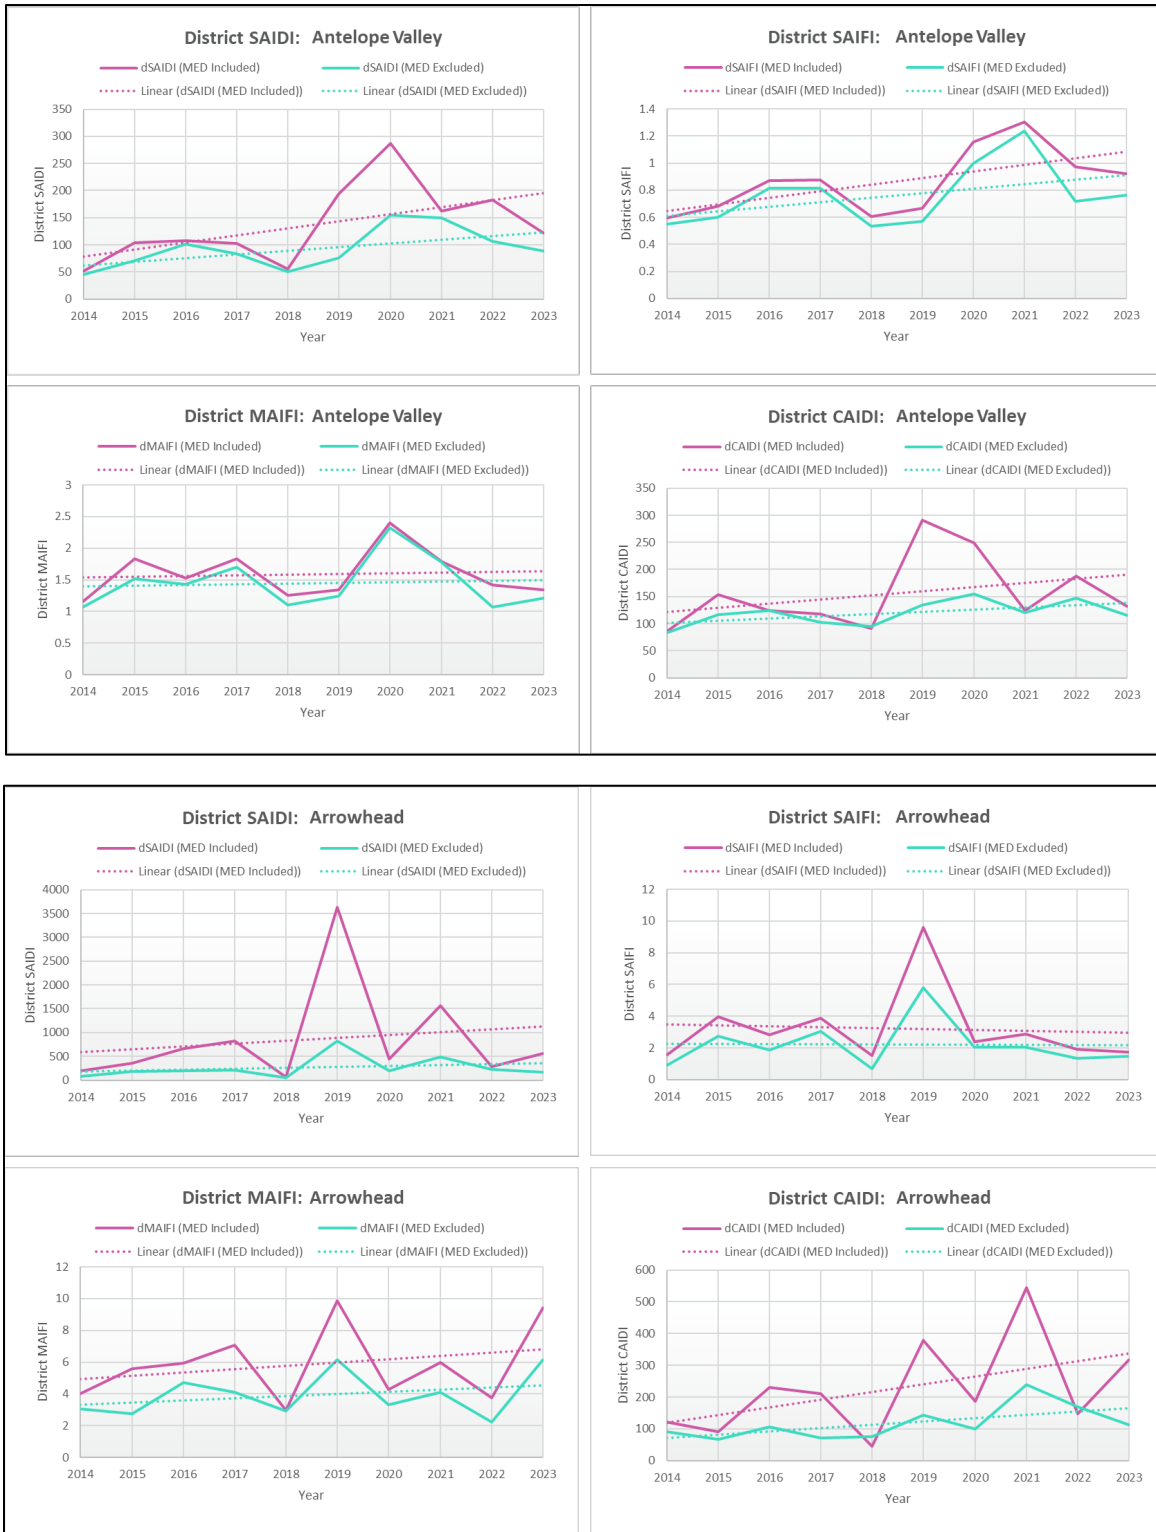 District SAIDI: Antelope Valley
dSAIDI (MED Included)
dSAIDI (MED Excluded)
Linear (dSAIDI (MED Included))
Linear (dSAIDI (MED Excluded))
350
300
250
200
150
100
50
0
District SAIDI
2014 2015 2016 2017 2018 2019 2020 2021 2022 2023
Year
District SAIFI: Antelope Valley
dSAIFI (MED Included)
dSAIFI (MED Excluded)
Linear (dSAIFI (MED Included))
Linear (dSAIFI (MED Excluded))
1.4
1.2
1
0.8
0.6
0.4
0.2
0
District SAIFI
2014 2015 2016 2017 2018 2019 2020 2021 2022 2023
Year
District MAIFI: Antelope Valley
dMAIFI (MED Included)
dMAIFI (MED Excluded)
Linear (dMAIFI (MED Included))
Linear (dMAIFI (MED Excluded))
3
2.5
2
1.5
1
0.5
0
District MAIFI
2014 2015 2016 2017 2018 2019 2020 2021 2022 2023
Year
District CAIDI: Antelope Valley
dCAIDI (MED Included)
dCAIDI (MED Excluded)
Linear (dCAIDI (MED Included))
Linear (dCAIDI (MED Excluded))
350
300
250
200
150
100
50
0
District CAIDI
2014 2015 2016 2017 2018 2019 2020 2021 2022 2023
Year
District SAIDI: Arrowhead
dSAIDI (MED Included)
dSAIDI (MED Excluded)
Linear (dSAIDI (MED Included))
Linear (dSAIDI (MED Excluded))
4000
3500
3000
2500
2000
1500
1000
500
0
District SAIDI
2014 2015 2016 2017 2018 2019 2020 2021 2022 2023
Year
District SAIFI: Arrowhead
dSAIFI (MED Included)
dSAIFI (MED Excluded)
Linear (dSAIFI (MED Included))
Linear (dSAIFI (MED Excluded))
12
10
8
6
4
2
0
District SAIFI
2014 2015 2016 2017 2018 2019 2020 2021 2022 2023
Year
District MAIFI: Arrowhead
dMAIFI (MED Included)
dMAIFI (MED Excluded)
Linear (dMAIFI (MED Included))
Linear (dMAIFI (MED Excluded))
12
10
8
6
4
2
0
District MAIFI
2014 2015 2016 2017 2018 2019 2020 2021 2022 2023
Year
District CAIDI: Arrowhead
dCAIDI (MED Included)
dCAIDI (MED Excluded)
Linear (dCAIDI (MED Included))
Linear (dCAIDI (MED Excluded))
600
500
400
300
200
100
0
District CAIDI
2014 2015 2016 2017 2018 2019 2020 2021 2022 2023
Year